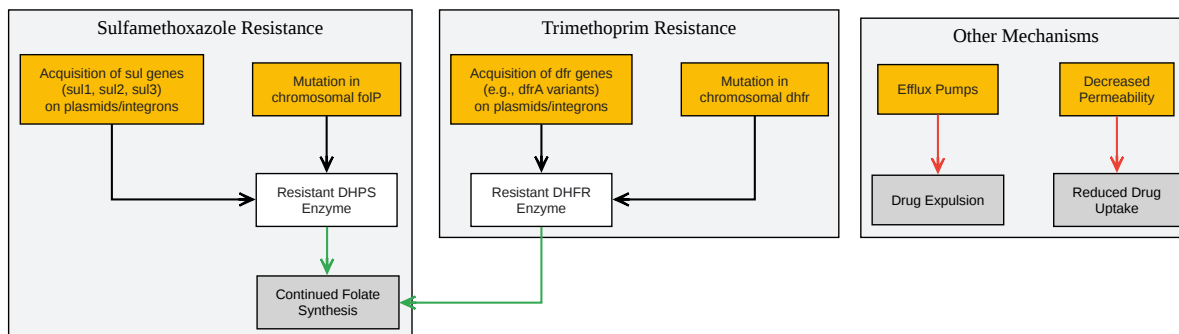 Sulfamethoxazole Resistance
Acquisition of sul genes
(sul1, sul2, sul3)
on plasmids/integrons
Mutation in
chromosomal folP
Resistant DHPS
Enzyme
Continued Folate
Synthesis
Trimethoprim Resistance
Acquisition of dfr genes
(e.g., dfrA variants)
on plasmids/integrons
Mutation in
chromosomal dhfr
Resistant DHFR
Enzyme
Other Mechanisms
Efflux Pumps
Decreased
Permeability
Drug Expulsion
Reduced Drug
Uptake